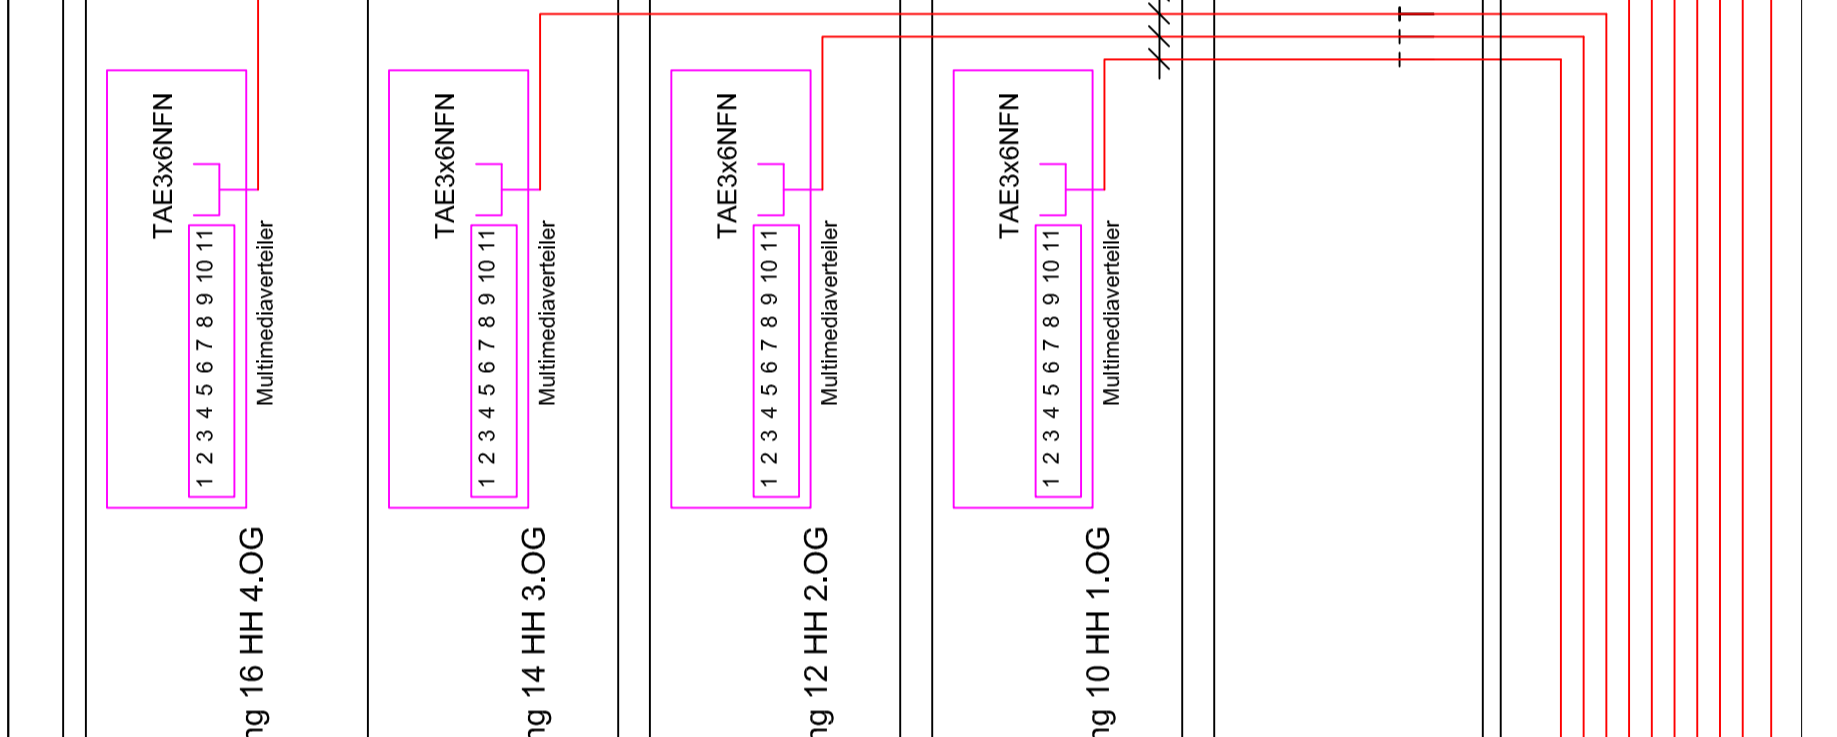 TAE3x6NFN
1 2 3 4 5 6 7 8 9 10 11
Multimediaverteiler
ng 16 HH 4.OG
TAE3x6NFN
1 2 3 4 5 6 7 8 9 10 11
Multimediaverteiler
ng 14 HH 3.OG
TAE3x6NFN
1 2 3 4 5 6 7 8 9 10 11
Multimediaverteiler
ng 12 HH 2.OG
TAE3x6NFN
1 2 3 4 5 6 7 8 9 10 11
Multimediaverteiler
ng 10 HH 1.OG